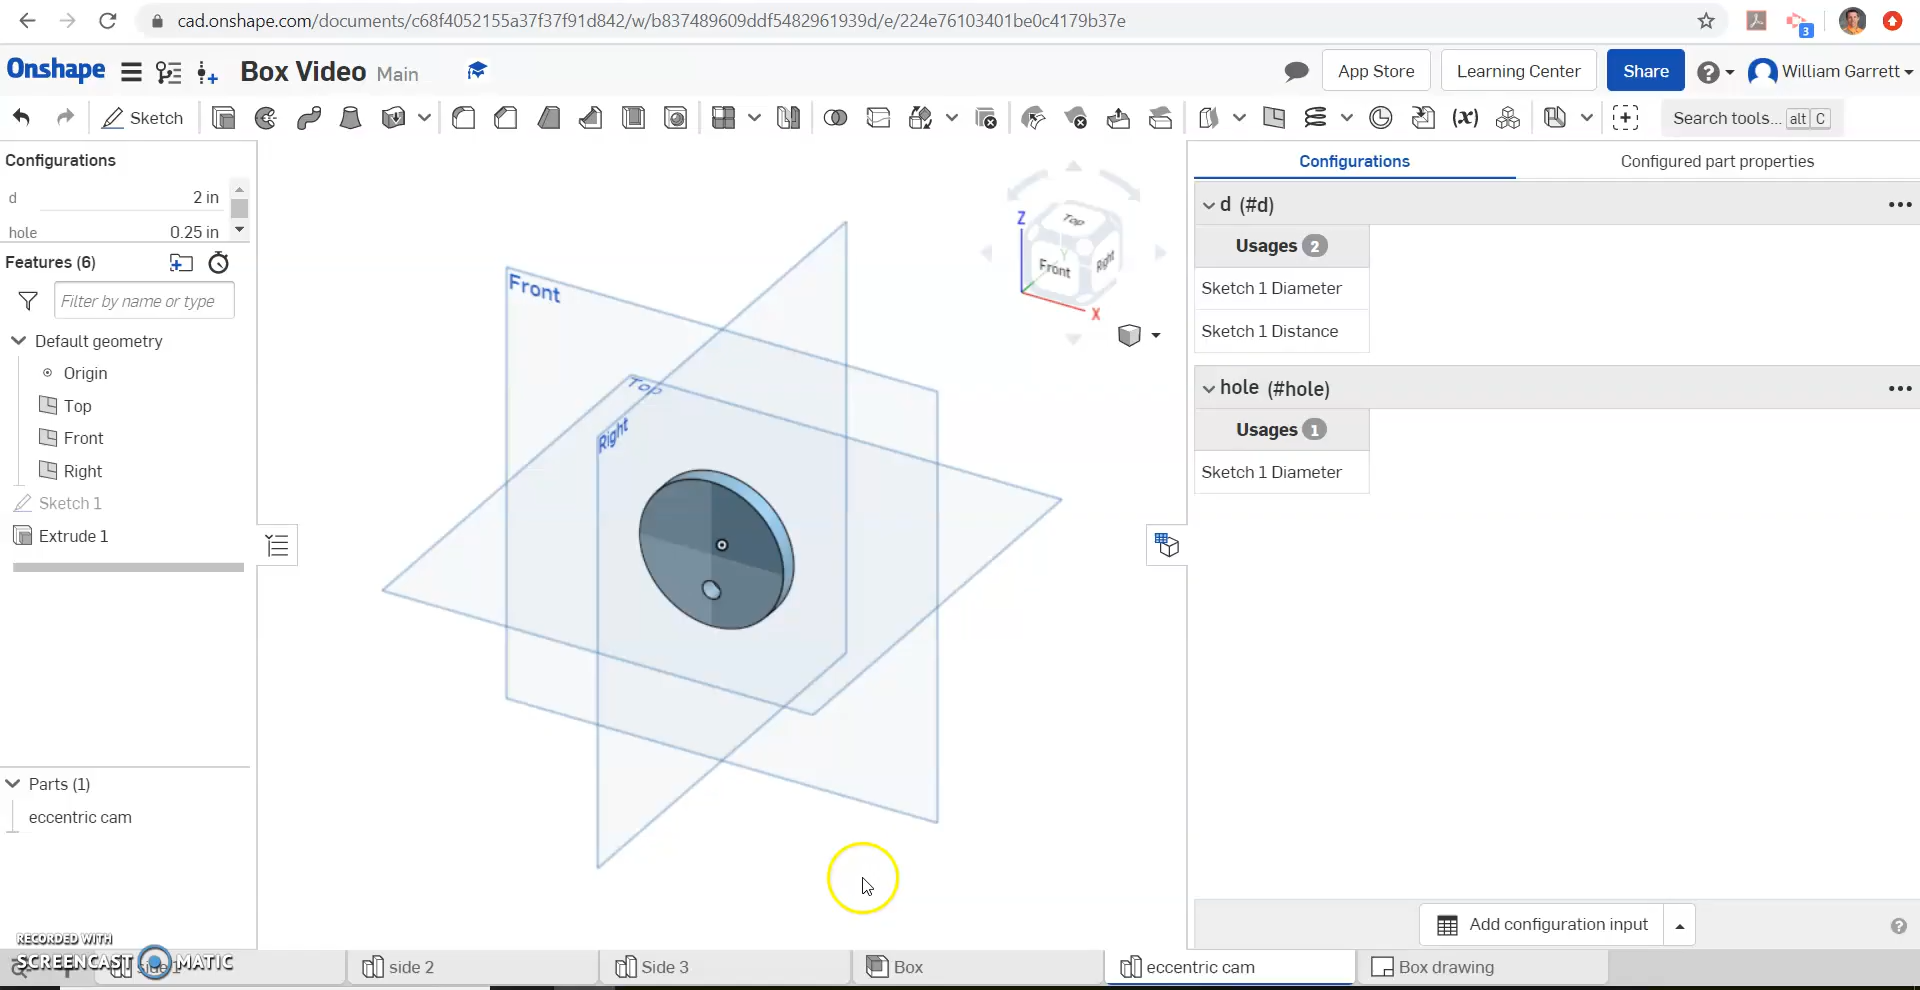 cad.onshape.com/documents/c68f4052155a37f37f91d842/w/b837489609ddf5482961939d/e/224e76103401be0c4179b37e
3
Onshape
Box Video Main
App Store
Learning Center
Share
William Garrett
Sketch
(x)
Search tools... alt C
Configurations
d 2 in
hole 0.25 in
Features (6)
Filter by name or type
Default geometry
Origin
Top
Front
Right
Sketch 1
Extrude 1
Parts (1)
eccentric cam
Front
Top
Right
Z
Top
Front
Right
Y
X
Configurations
Configured part properties
d (#d)
Usages 2
Sketch 1 Diameter
Sketch 1 Distance
hole (#hole)
Usages 1
Sketch 1 Diameter
Add configuration input
RECORDED WITH
SCREENCAST MATIC
side 2
Side 3
Box
eccentric cam
Box drawing